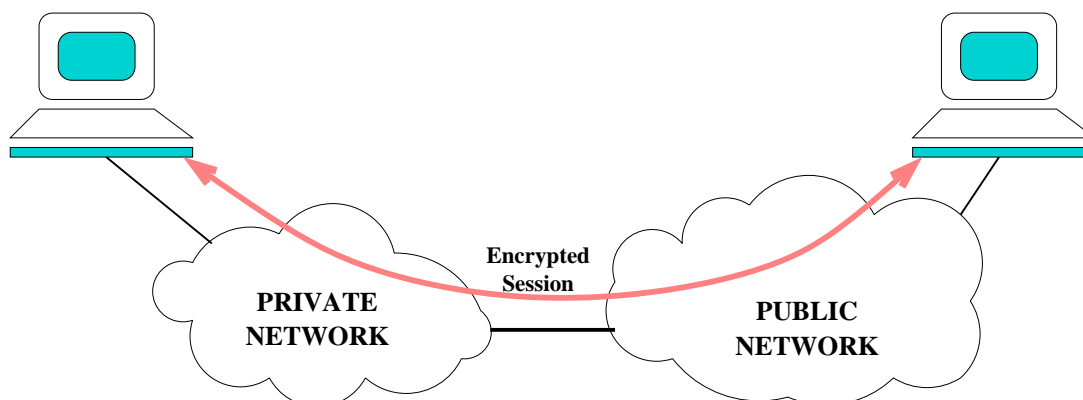 Encrypted
Session
PRIVATE
NETWORK
PUBLIC
NETWORK